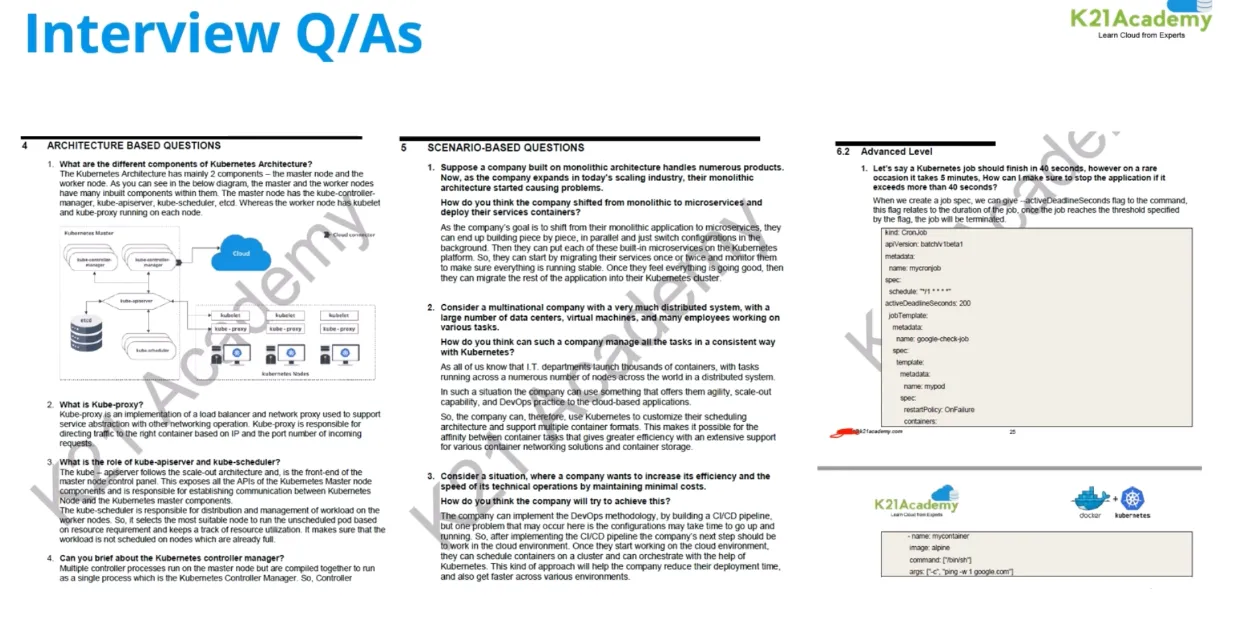 Interview Q/As
K21Academy
Learn Cloud from Experts
4 ARCHITECTURE BASED QUESTIONS
1. What are the different components of Kubernetes Architecture?
The Kubernetes Architecture has mainly 2 components – the master node and the
worker node. As you can see in the below diagram, the master and the worker nodes
have many inbuilt components within them. The master node has the kube-controller-
manager, kube-apiserver, kube-scheduler, etcd. Whereas the worker node has kubelet
and kube-proxy running on each node.
Kubernetes Master
kube-controller-
manager
kube-controller-
manager
Cloud connector
Cloud
kube-apiserver
etcd
kube-scheduler
kubelet
kubelet
kubelet
kube - proxy
kube - proxy
kube - proxy
kubernetes Nodes
2. What is Kube-proxy?
Kube-proxy is an implementation of a load balancer and network proxy used to support
service abstraction with other networking operation. Kube-proxy is responsible for
directing traffic to the right container based on IP and the port number of incoming
requests.
3. What is the role of kube-apiserver and kube-scheduler?
The kube – apiserver follows the scale-out architecture and, is the front-end of the
master node control panel. This exposes all the APIs of the Kubernetes Master node
components and is responsible for establishing communication between Kubernetes
Node and the Kubernetes master components.
The kube-scheduler is responsible for distribution and management of workload on the
worker nodes. So, it selects the most suitable node to run the unscheduled pod based
on resource requirement and keeps a track of resource utilization. It makes sure that the
workload is not scheduled on nodes which are already full.
4. Can you brief about the Kubernetes controller manager?
Multiple controller processes run on the master node but are compiled together to run
as a single process which is the Kubernetes Controller Manager. So, Controller
K21 Academy
5 SCENARIO-BASED QUESTIONS
1. Suppose a company built on monolithic architecture handles numerous products.
Now, as the company expands in today's scaling industry, their monolithic
architecture started causing problems.
How do you think the company shifted from monolithic to microservices and
deploy their services containers?
As the company's goal is to shift from their monolithic application to microservices, they
can end up building piece by piece, in parallel and just switch configurations in the
background. Then they can put each of these built-in microservices on the Kubernetes
platform. So, they can start by migrating their services once or twice and monitor them
to make sure everything is running stable. Once they feel everything is going good, then
they can migrate the rest of the application into their Kubernetes cluster.
2. Consider a multinational company with a very much distributed system, with a
large number of data centers, virtual machines, and many employees working on
various tasks.
How do you think can such a company manage all the tasks in a consistent way
with Kubernetes?
As all of us know that I.T. departments launch thousands of containers, with tasks
running across a numerous number of nodes across the world in a distributed system.
In such a situation the company can use something that offers them agility, scale-out
capability, and DevOps practice to the cloud-based applications.
So, the company can, therefore, use Kubernetes to customize their scheduling
architecture and support multiple container formats. This makes it possible for the
affinity between container tasks that gives greater efficiency with an extensive support
for various container networking solutions and container storage.
3. Consider a situation, where a company wants to increase its efficiency and the
speed of its technical operations by maintaining minimal costs.
How do you think the company will try to achieve this?
The company can implement the DevOps methodology, by building a CI/CD pipeline,
but one problem that may occur here is the configurations may take time to go up and
running. So, after implementing the CI/CD pipeline the company's next step should be
to work in the cloud environment. Once they start working on the cloud environment,
they can schedule containers on a cluster and can orchestrate with the help of
Kubernetes. This kind of approach will help the company reduce their deployment time,
and also get faster across various environments.
K21 Academy
6.2 Advanced Level
1. Let's say a Kubernetes job should finish in 40 seconds, however on a rare
occasion it takes 5 minutes, How can I make sure to stop the application if it
exceeds more than 40 seconds?
When we create a job spec, we can give --activeDeadlineSeconds flag to the command,
this flag relates to the duration of the job, once the job reaches the threshold specified
by the flag, the job will be terminated.
kind: CronJob
apiVersion: batch/v1beta1
metadata:
name: mycronjob
spec:
schedule: "*/1 * * * *"
activeDeadlineSeconds: 200
jobTemplate:
metadata:
name: google-check-job
spec:
template:
metadata:
name: mypod
spec:
restartPolicy: OnFailure
containers:
academy.com
25
K21Academy
Learn Cloud from Experts
docker + kubernetes
- name: mycontainer
image: alpine
command: ["/bin/sh"]
args: ["-c", "ping -w 1 google.com"]